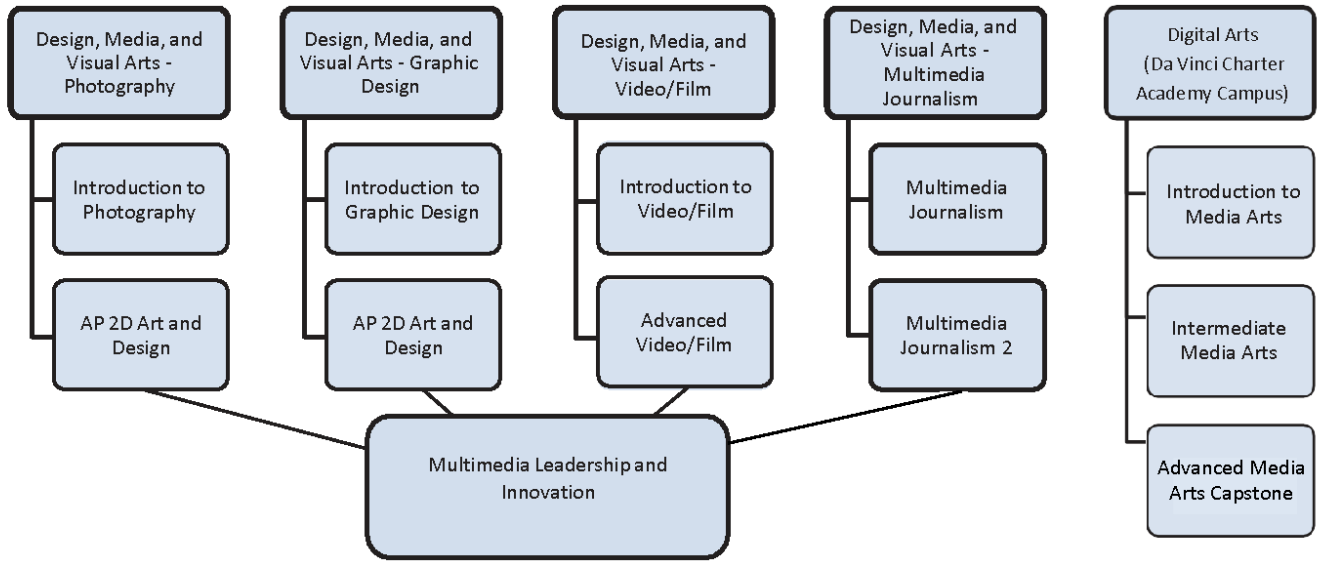 Design, Media, and
Visual Arts -
Photography
Introduction to
Photography
AP 2D Art and
Design
Design, Media, and
Visual Arts - Graphic
Design
Introduction to
Graphic Design
AP 2D Art and
Design
Design, Media, and
Visual Arts -
Video/Film
Introduction to
Video/Film
Advanced
Video/Film
Design, Media, and
Visual Arts -
Multimedia
Journalism
Multimedia
Journalism
Multimedia
Journalism 2
Multimedia Leadership and
Innovation
Digital Arts
(Da Vinci Charter
Academy Campus)
Introduction to
Media Arts
Intermediate
Media Arts
Advanced Media
Arts Capstone